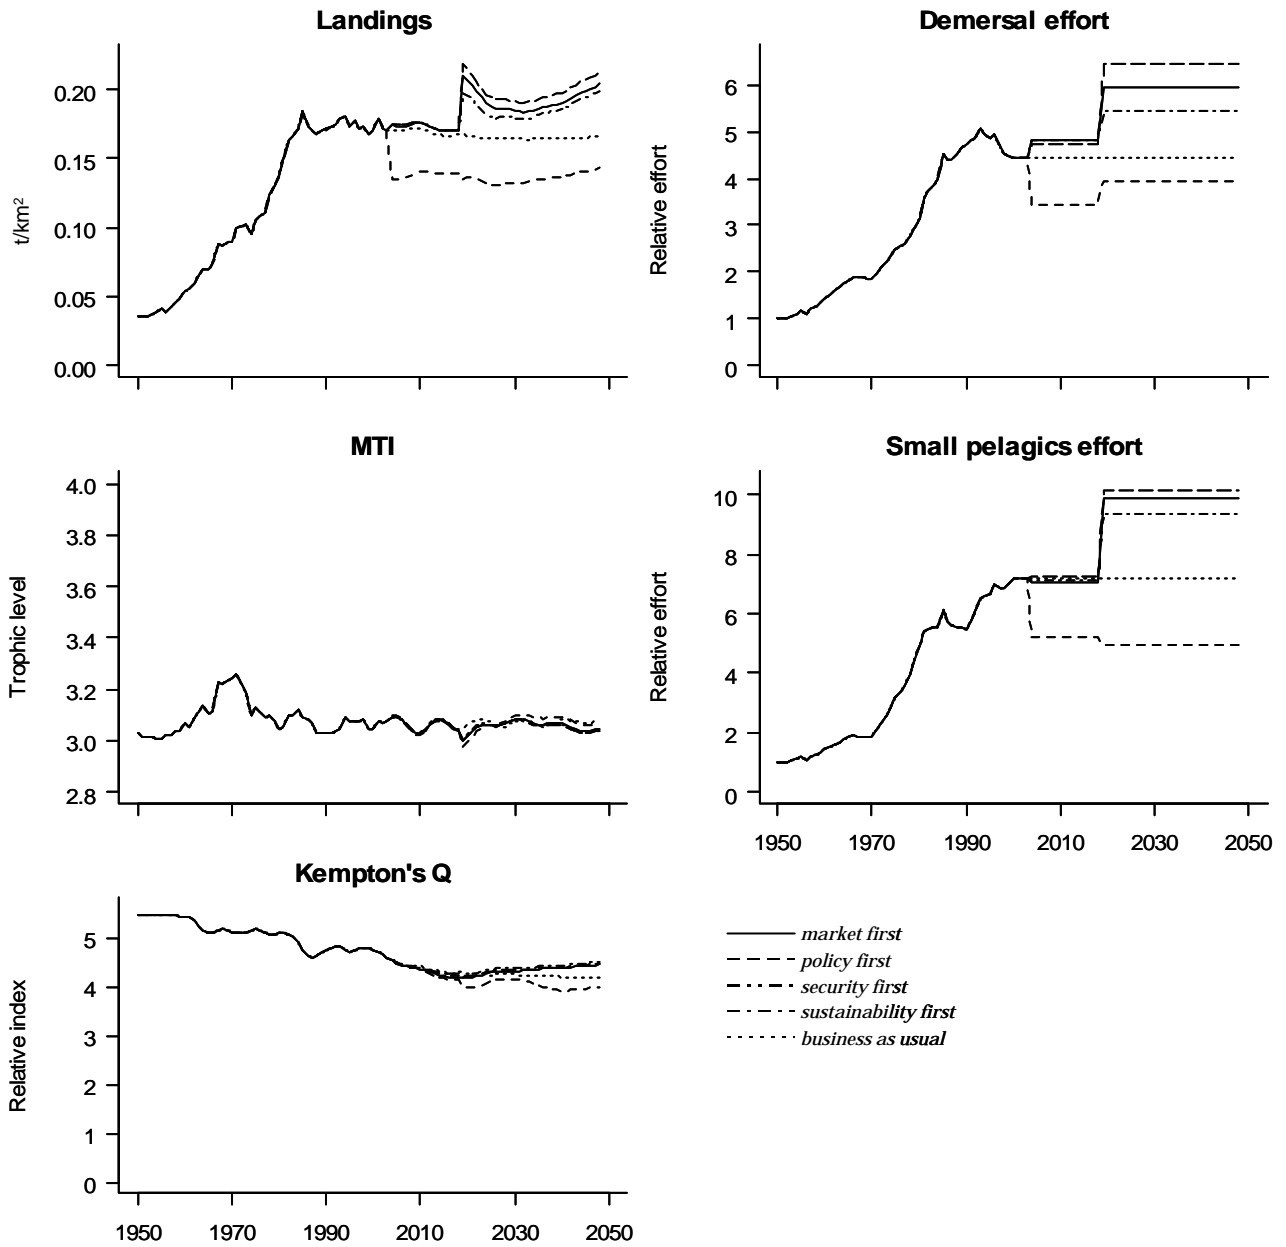 Landings
t/km²
0.20
0.15
0.10
0.05
0.00
Demersal effort
Relative effort
6
5
4
3
2
1
0
MTI
Trophic level
4.0
3.8
3.6
3.4
3.2
3.0
2.8
Small pelagics effort
Relative effort
10
8
6
4
2
0
1950 1970 1990 2010 2030 2050
Kempton's Q
Relative index
5
4
3
2
1
0
1950 1970 1990 2010 2030 2050
market first
policy first
security first
sustainability first
business as usual